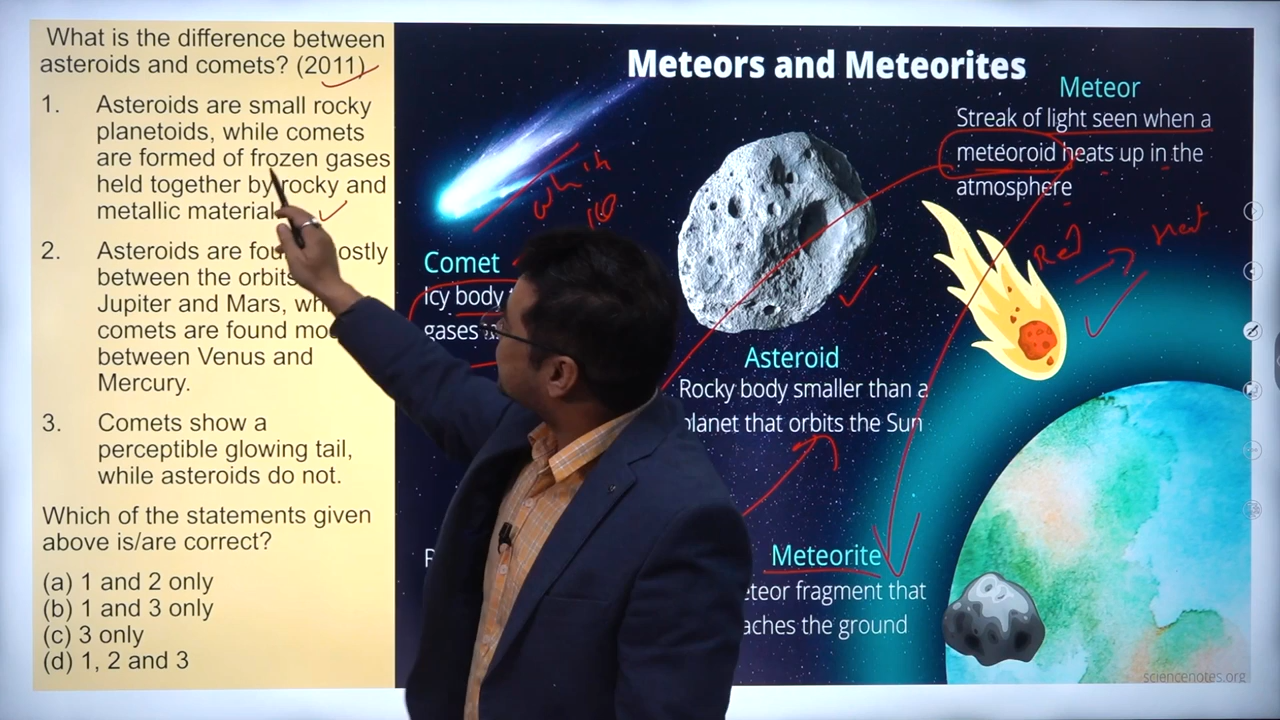 What is the difference between
asteroids and comets? (2011)
1. Asteroids are small rocky
planetoids, while comets
are formed of frozen gases
held together by rocky and
metallic material
2. Asteroids are mostly
between the orbits
Jupiter and Mars,
comets are found
between Venus and
Mercury.
3. Comets show a
perceptible glowing tail,
while asteroids do not.
Which of the statements given
above is/are correct?
(a) 1 and 2 only
(b) 1 and 3 only
(c) 3 only
(d) 1, 2 and 3
Meteors and Meteorites
Meteor
Streak of light seen when a
meteoroid heats up in the
atmosphere
Comet
Icy body
gases
Asteroid
Rocky body smaller than a
planet that orbits the Sun
Meteorite
fragment that
the ground
Red
Heat
sciencenotes.org